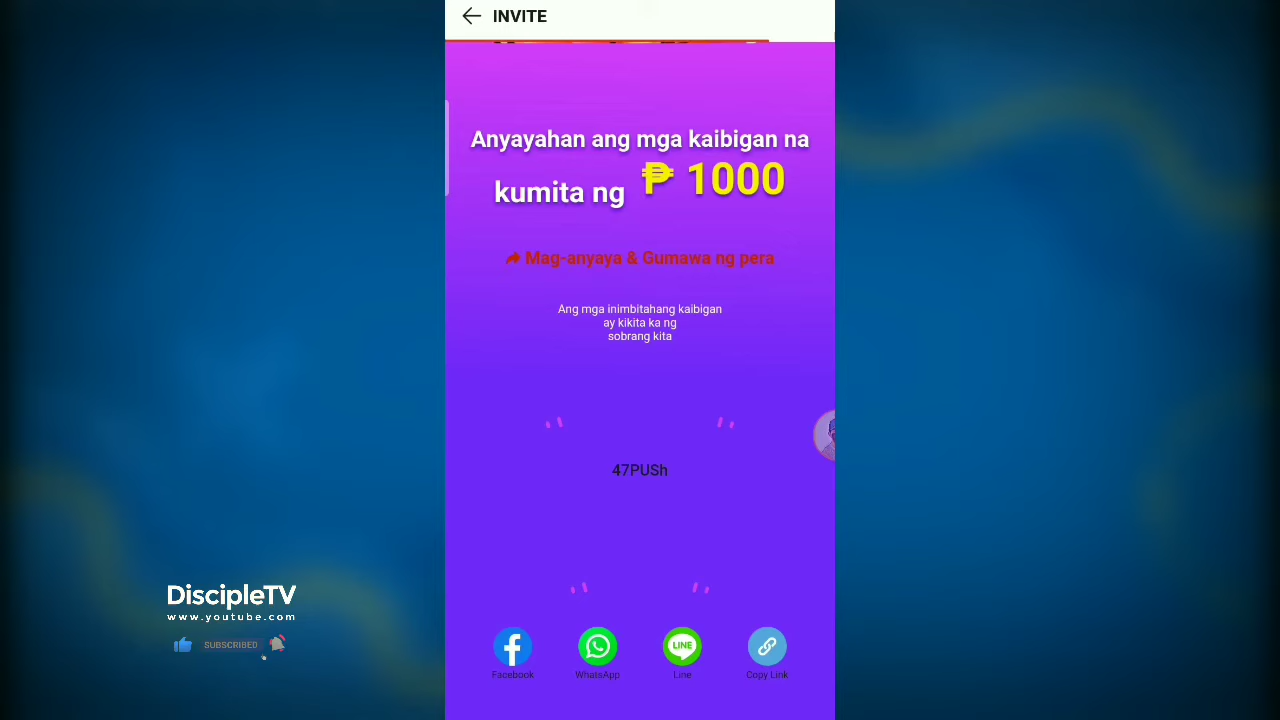 INVITE
Anyayahan ang mga kaibigan na
kumita ng ₱ 1000
Mag-anyaya & Gumawa ng pera
Ang mga inimbitahang kaibigan
ay kikita ka ng
sobrang kita
47PUSh
DiscipleTV
www.youtube.com
SUBSCRIBED
Facebook
WhatsApp
LINE
Line
Copy Link